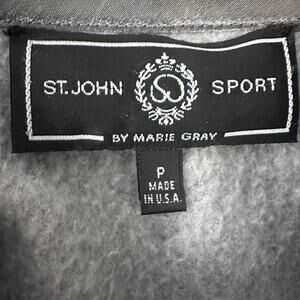 ST. JOHN SPORT
BY MARIE GRAY
P
MADE
IN U.S.A.